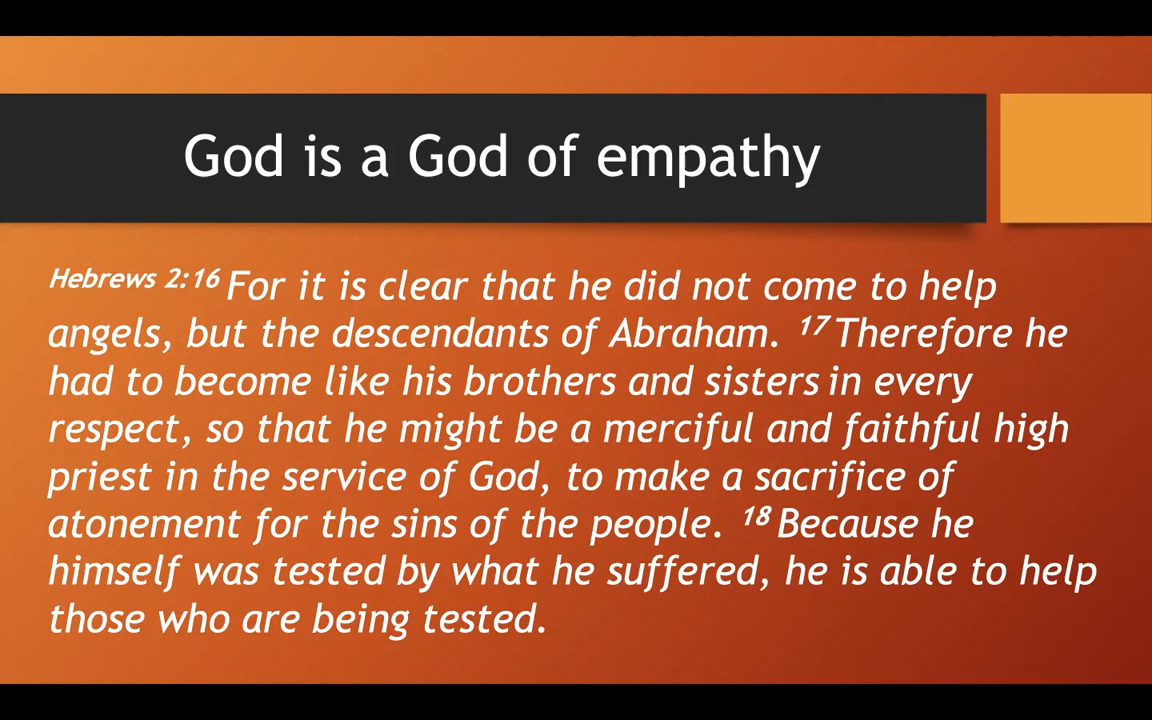 God is a God of empathy
Hebrews 2:16 For it is clear that he did not come to help
angels, but the descendants of Abraham. 17 Therefore he
had to become like his brothers and sisters in every
respect, so that he might be a merciful and faithful high
priest in the service of God, to make a sacrifice of
atonement for the sins of the people. 18 Because he
himself was tested by what he suffered, he is able to help
those who are being tested.